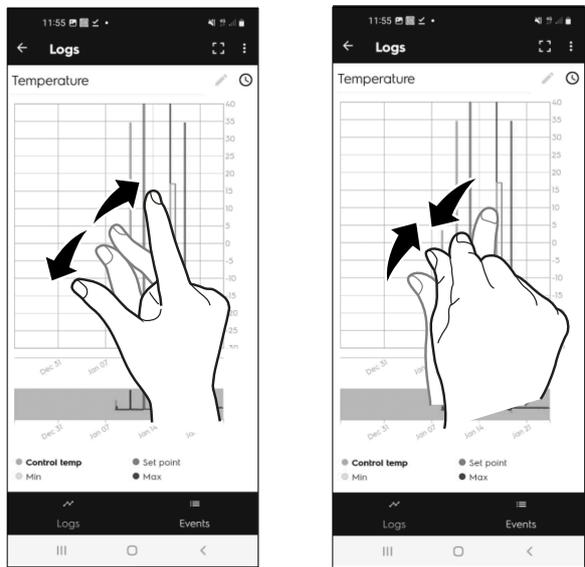 11:55
Logs
Temperature
40
35
30
25
20
15
10
5
0
-5
-10
-15
-25
Dec 31
Jan 07
Dec 31
Jan 07
Jan 14
Control temp
Set point
Min
Max
Logs
Events
11:55
Logs
Temperature
40
35
30
25
20
15
10
5
0
-5
-10
-15
Dec 31
Dec 31
Jan 07
Jan 14
Jan 21
Control temp
Set point
Min
Max
Logs
Events